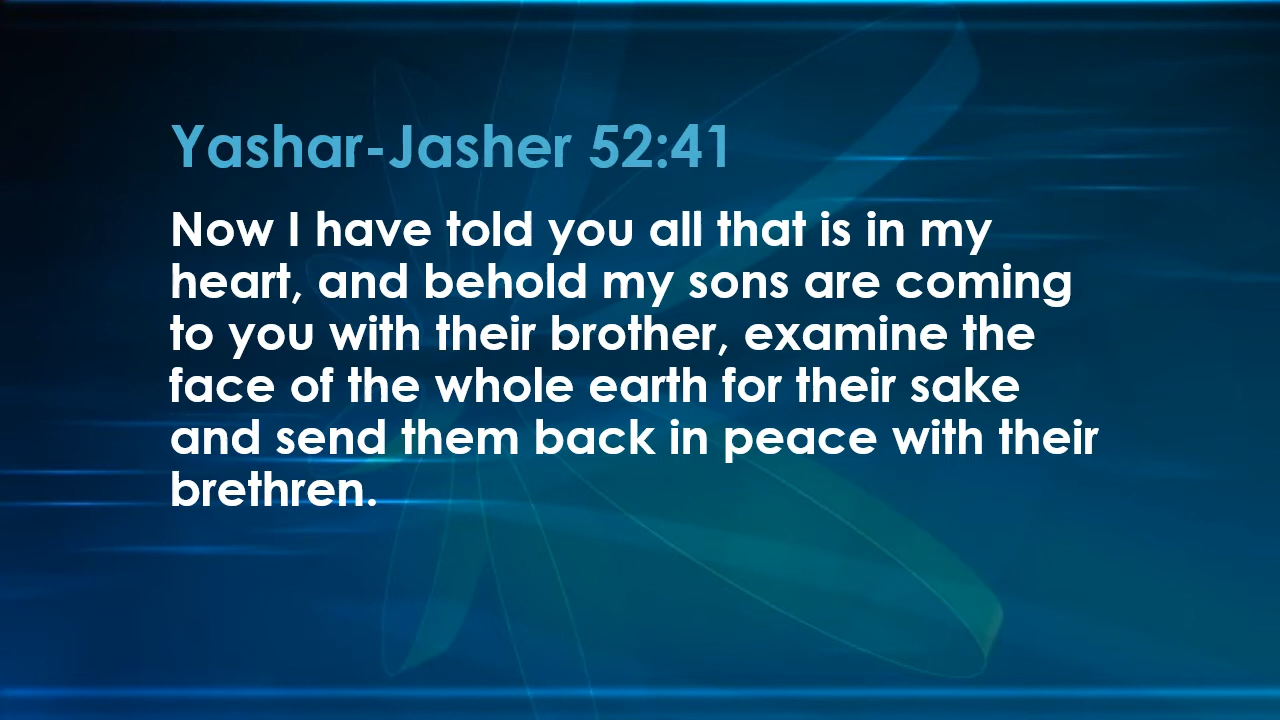 Yashar-Jasher 52:41
Now I have told you all that is in my
heart, and behold my sons are coming
to you with their brother, examine the
face of the whole earth for their sake
and send them back in peace with their
brethren.